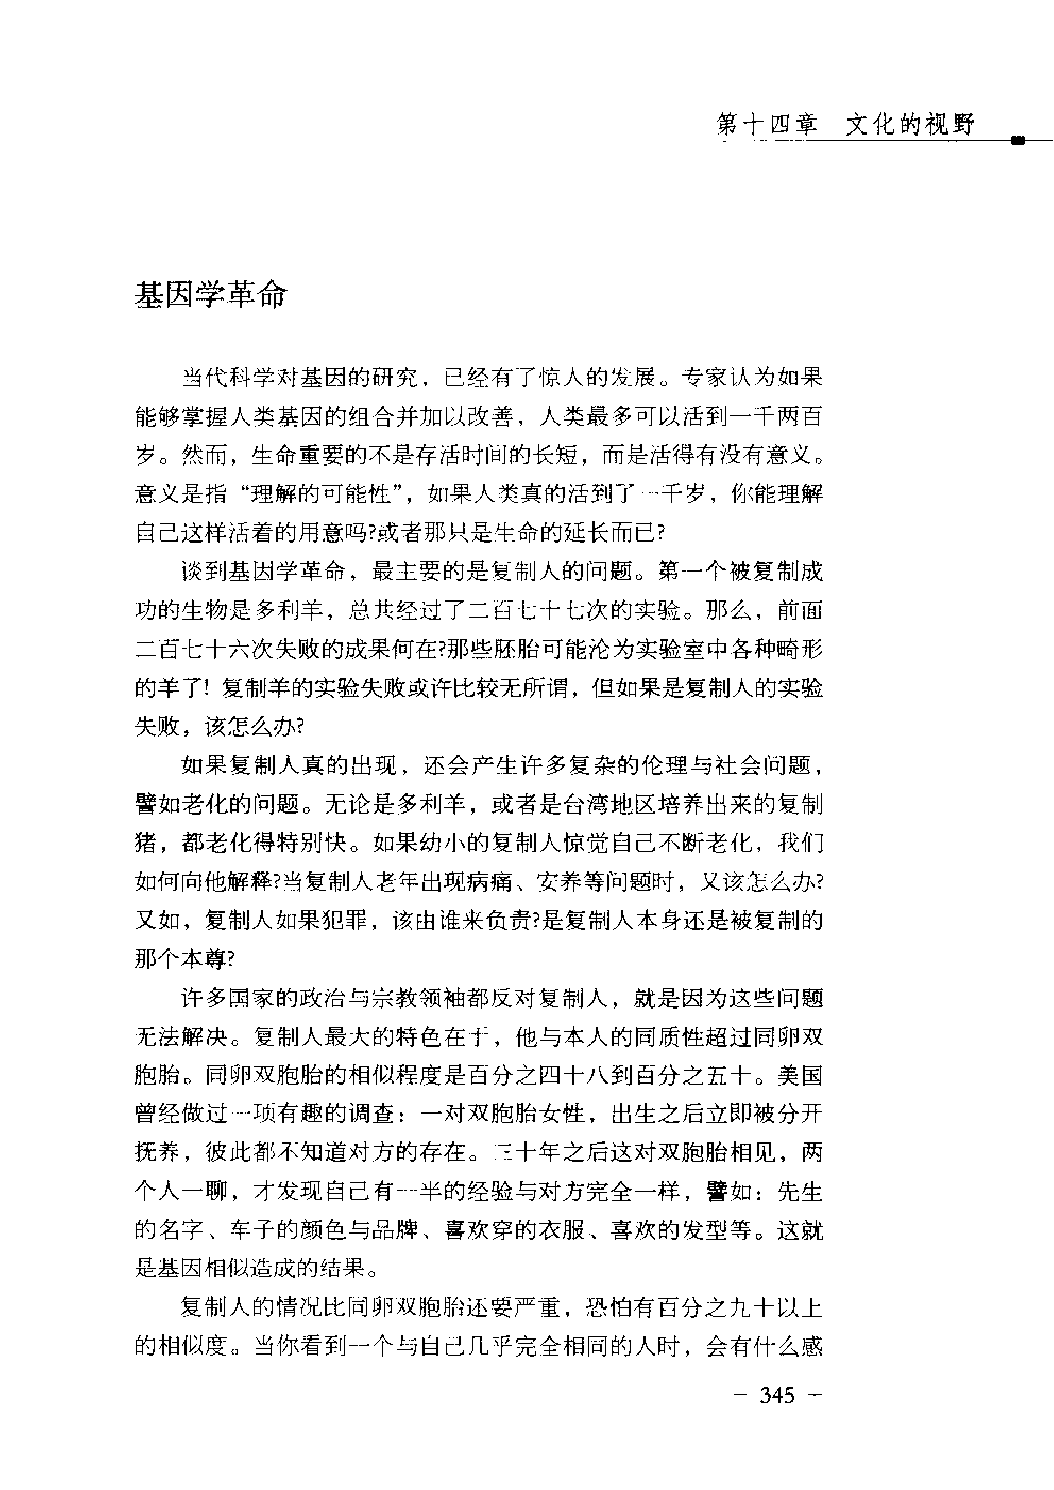 第十四章 文化的视野
基因学革命
当代科学对基因的研究，已经有了惊人的发展。专家认为如果
能够掌握人类基因的组合并加以改善，人类最多可以活到一千两百
岁。然而，生命重要的不是存活时间的长短，而是活得有没有意义。
意义是指“理解的可能性”，如果人类真的活到了一千岁，你能理解
自己这样活着的用意吗?或者那只是生命的延长而已?
谈到基因学革命，最主要的是复制人的问题。第一个被复制成
功的生物是多利羊，总共经过了二百七十七次的实验。那么，前面
二百七十六次失败的成果何在?那些胚胎可能沦为实验室中各种畸形
的羊了! 复制羊的实验失败或许比较无所谓，但如果是复制人的实验
失败，该怎么办?
如果复制人真的出现，还会产生许多复杂的伦理与社会问题，
譬如老化的问题。无论是多利羊，或者是台湾地区培养出来的复制
猪，都老化得特别快。如果幼小的复制人惊觉自己不断老化，我们
如何向他解释?当复制人老年出现病痛、安养等问题时，又该怎么办?
又如，复制人如果犯罪，该由谁来负责?是复制人本身还是被复制的
那个本尊?
许多国家的政治与宗教领袖都反对复制人，就是因为这些问题
无法解决。复制人最大的特色在于，他与本人的同质性超过同卵双
胞胎。同卵双胞胎的相似程度是百分之四十八到百分之五十。美国
曾经做过一项有趣的调查：一对双胞胎女性，出生之后立即被分开
抚养，彼此都不知道对方的存在。三十年之后这对双胞胎相见，两
个人一聊，才发现自己有一半的经验与对方完全一样，譬如：先生
的名字、车子的颜色与品牌、喜欢穿的衣服、喜欢的发型等。这就
是基因相似造成的结果。
复制人的情况比同卵双胞胎还要严重，恐怕有百分之九十以上
的相似度。当你看到一个与自己几乎完全相同的人时，会有什么感
- 345 -